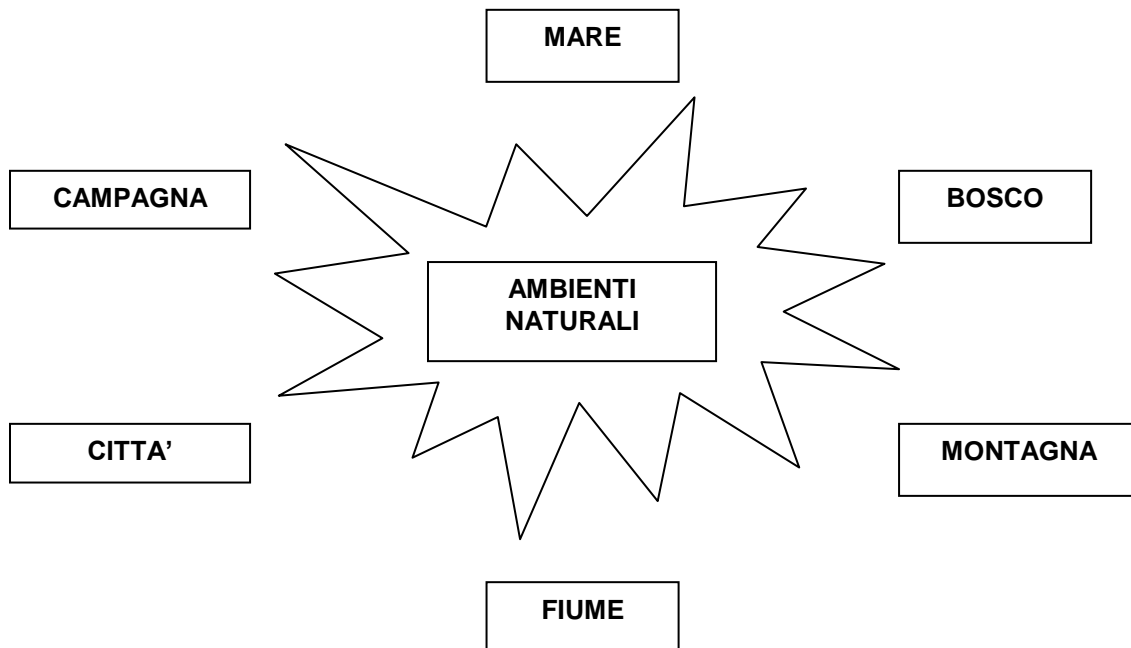 MARE
CAMPAGNA
BOSCO
AMBIENTI
NATURALI
CITTA’
MONTAGNA
FIUME